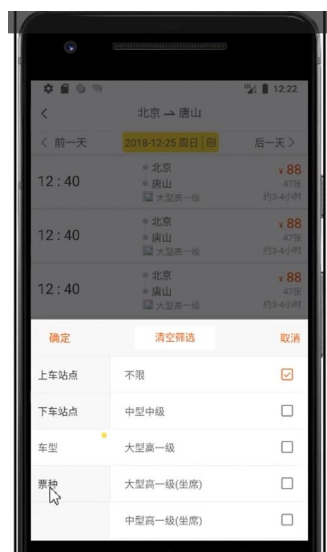 12:22
北京 → 唐山
< 前一天 2018-12-25 周日 后一天 >
12:40 北京 ¥88
唐山 47张
大型高一级 约3-4小时
12:40 北京 ¥88
唐山 47张
大型高一级 约3-4小时
12:40 北京 ¥88
唐山 47张
大型高一级 约3-4小时
确定 清空筛选 取消
上车站点 不限
下车站点 中型中级
车型 大型高一级
票种 大型高一级(坐席)
中型高一级(坐席)